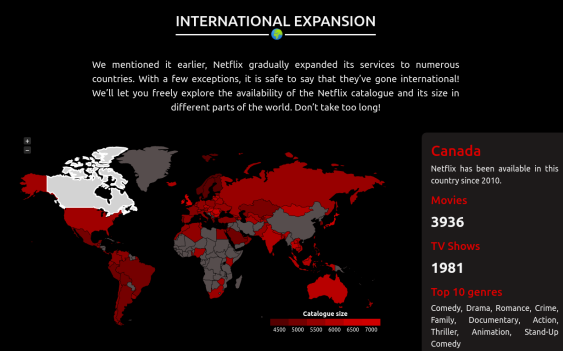 INTERNATIONAL EXPANSION
We mentioned it earlier, Netflix gradually expanded its services to numerous
countries. With a few exceptions, it is safe to say that they've gone international!
We'll let you freely explore the availability of the Netflix catalogue and its size in
different parts of the world. Don't take too long!
+
−
Canada
Netflix has been available in this
country since 2010.
Movies
3936
TV Shows
1981
Top 10 genres
Comedy, Drama, Romance, Crime,
Family, Documentary, Action,
Thriller, Animation, Stand-Up
Comedy
Catalogue size
4500 5000 5500 6000 6500 7000